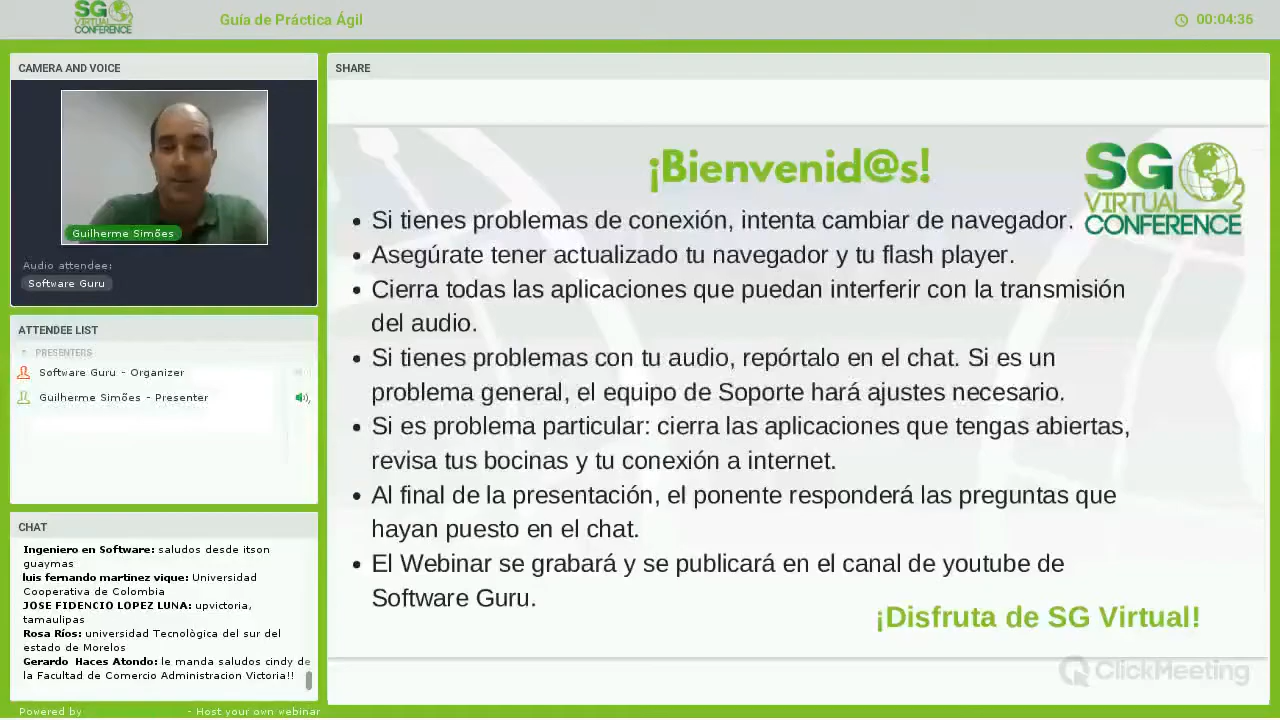 SG
VIRTUAL
CONFERENCE
Guía de Práctica Ágil
00:04:35
CAMERA AND VOICE
Guilherme Simões
Audio attendee:
Software Guru
ATTENDEE LIST
PRESENTERS
Software Guru - Organizer
Guilherme Simões - Presenter
CHAT
Ingeniero en Software: saludos desde itson
guaymas
luis fernando martinez vique: Universidad
Cooperativa de Colombia
JOSE FIDENCIO LOPEZ LUNA: upvictoria,
tamaulipas
Rosa Ríos: universidad Tecnològica del sur del
estado de Morelos
Gerardo Haces Atondo: le manda saludos cindy de
la Facultad de Comercio Administracion Victoria!!
Powered by - Host your own webinar
SHARE
¡Bienvenid@s!
SG
VIRTUAL
CONFERENCE
• Si tienes problemas de conexión, intenta cambiar de navegador.
• Asegúrate tener actualizado tu navegador y tu flash player.
• Cierra todas las aplicaciones que puedan interferir con la transmisión
del audio.
• Si tienes problemas con tu audio, repórtalo en el chat. Si es un
problema general, el equipo de Soporte hará ajustes necesario.
• Si es problema particular: cierra las aplicaciones que tengas abiertas,
revisa tus bocinas y tu conexión a internet.
• Al final de la presentación, el ponente responderá las preguntas que
hayan puesto en el chat.
• El Webinar se grabará y se publicará en el canal de youtube de
Software Guru.
¡Disfruta de SG Virtual!
ClickMeeting